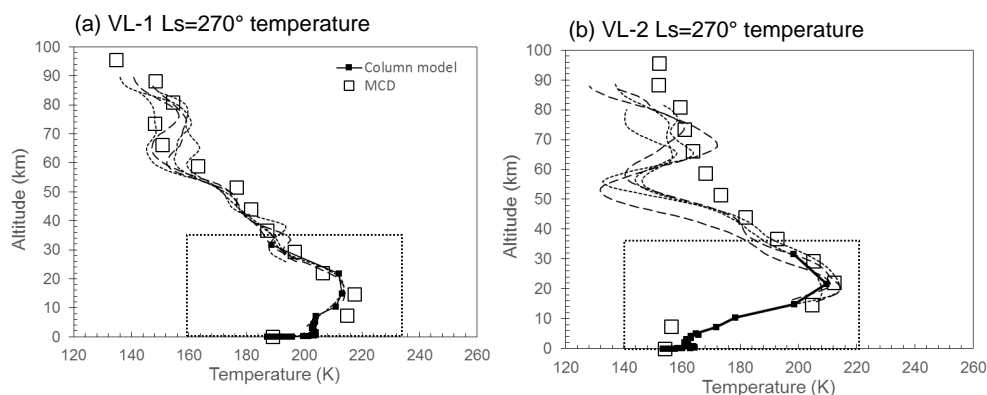 (a) VL-1 Ls=270° temperature
100
90
80
70
60
50
40
30
20
10
0
Altitude (km)
Column model
MCD
120 140 160 180 200 220 240 260
Temperature (K)
(b) VL-2 Ls=270° temperature
100
90
80
70
60
50
40
30
20
10
0
Altitude (km)
120 140 160 180 200 220 240 260
Temperature (K)